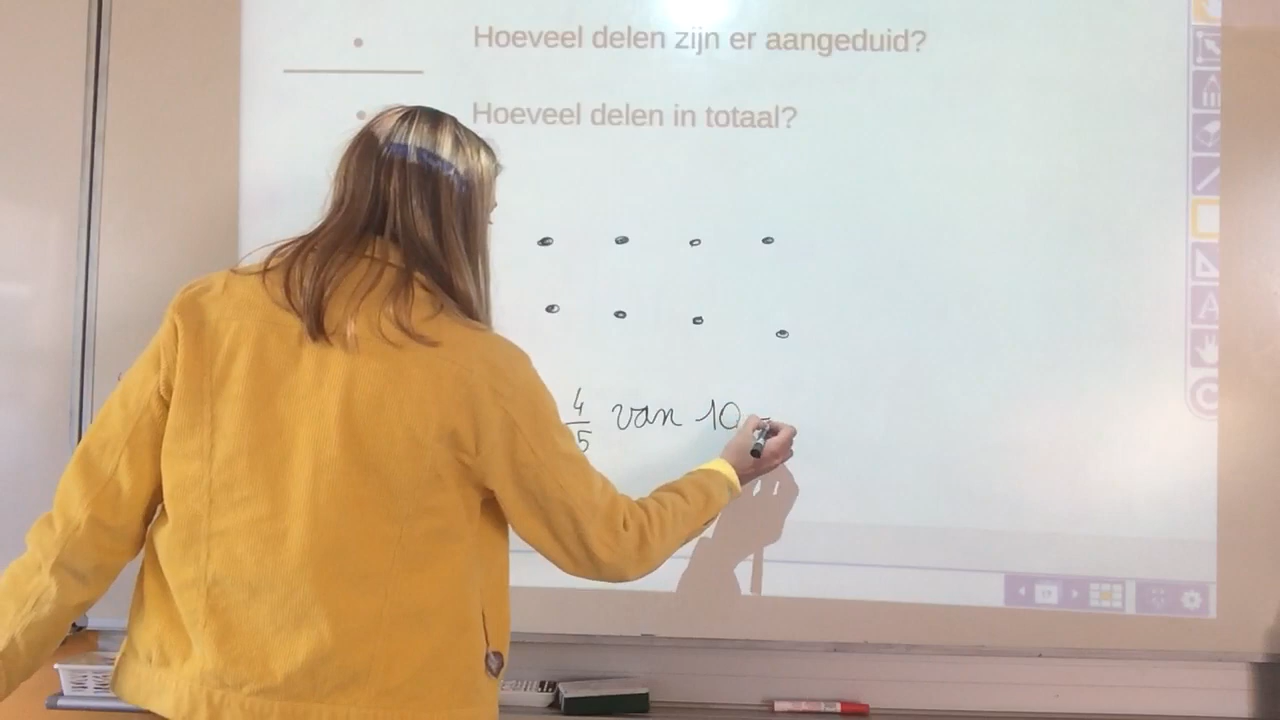 • Hoeveel delen zijn er aangeduid?
• Hoeveel delen in totaal?
4/5 van 10 =